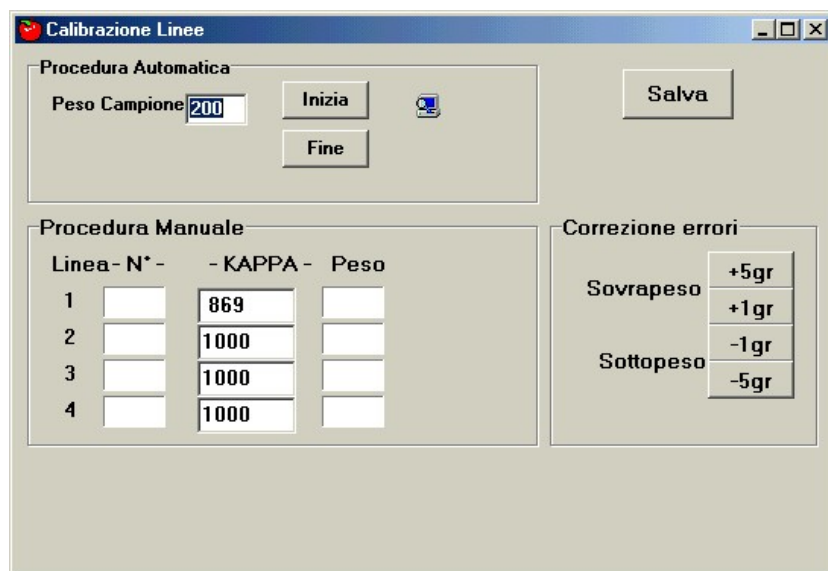 Calibrazione Linee
Procedura Automatica
Peso Campione 200
Inizia
Fine
Salva
Procedura Manuale
Linea - N° - - KAPPA - Peso
1 869
2 1000
3 1000
4 1000
Correzione errori
Sovrapeso
+5gr
+1gr
Sottopeso
-1gr
-5gr